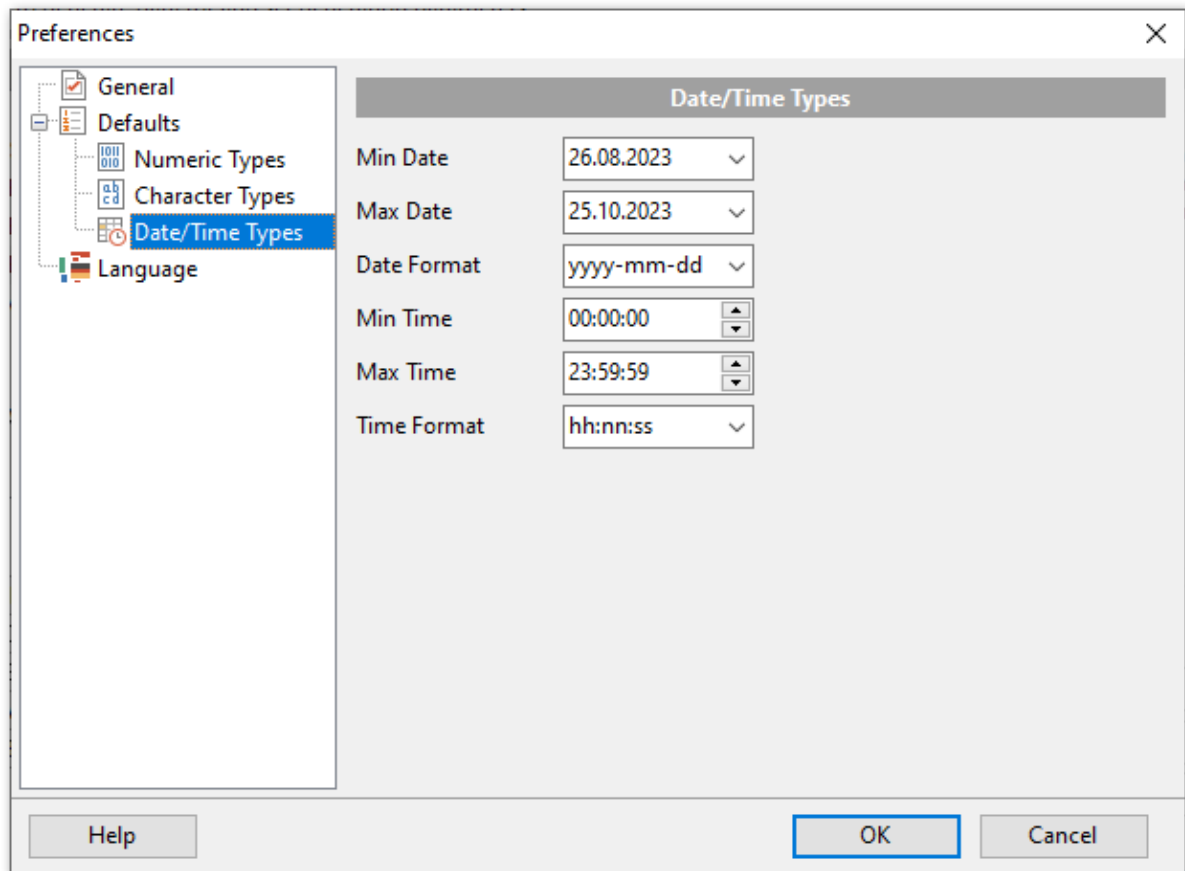 Preferences
General
Defaults
Numeric Types
Character Types
Date/Time Types
Language
Date/Time Types
Min Date 26.08.2023
Max Date 25.10.2023
Date Format yyyy-mm-dd
Min Time 00:00:00
Max Time 23:59:59
Time Format hh:nn:ss
Help OK Cancel